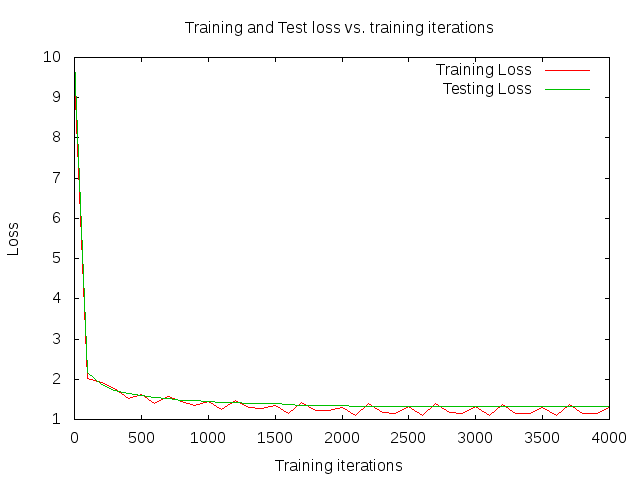 Training and Test loss vs. training iterations
10
9
8
7
6
5
4
3
2
1
Loss
Training Loss
Testing Loss
0 500 1000 1500 2000 2500 3000 3500 4000
Training iterations